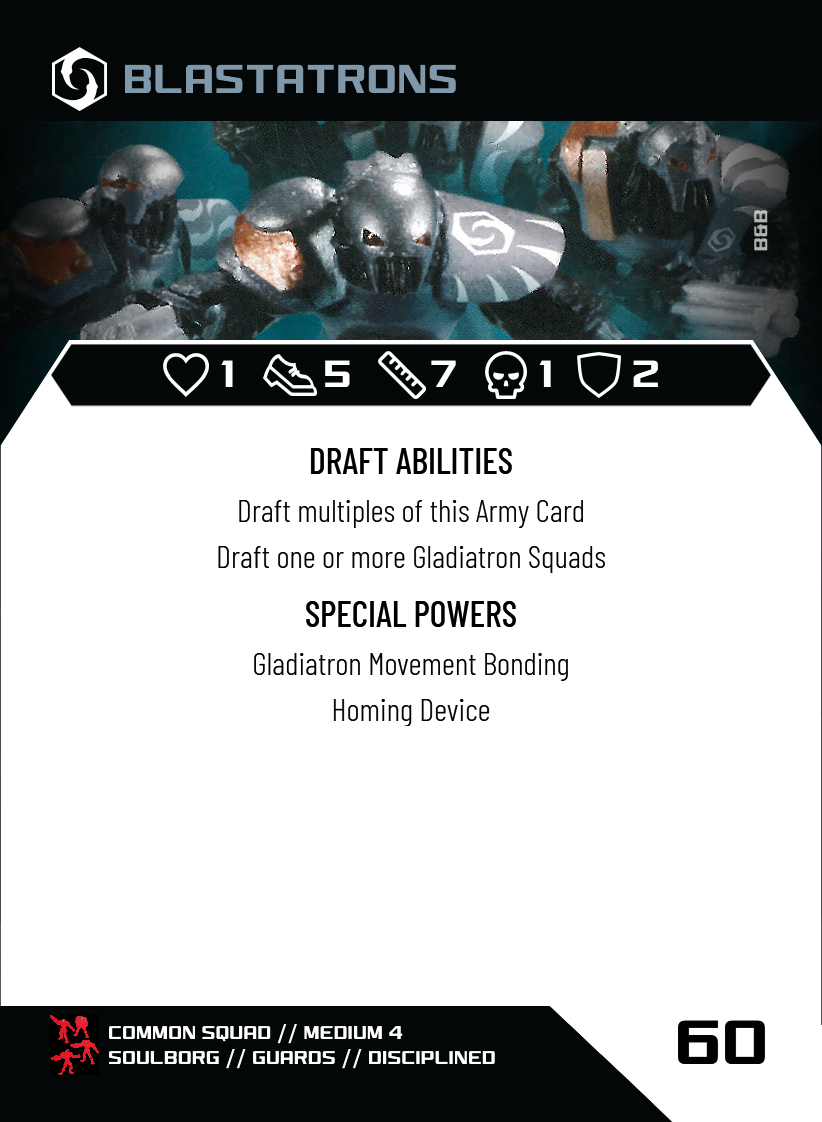 BLASTATRONS
B&B
1 5 7 1 2
DRAFT ABILITIES
Draft multiples of this Army Card
Draft one or more Gladiatron Squads
SPECIAL POWERS
Gladiatron Movement Bonding
Homing Device
COMMON SQUAD // MEDIUM 4
SOULBORG // GUARDS // DISCIPLINED
60